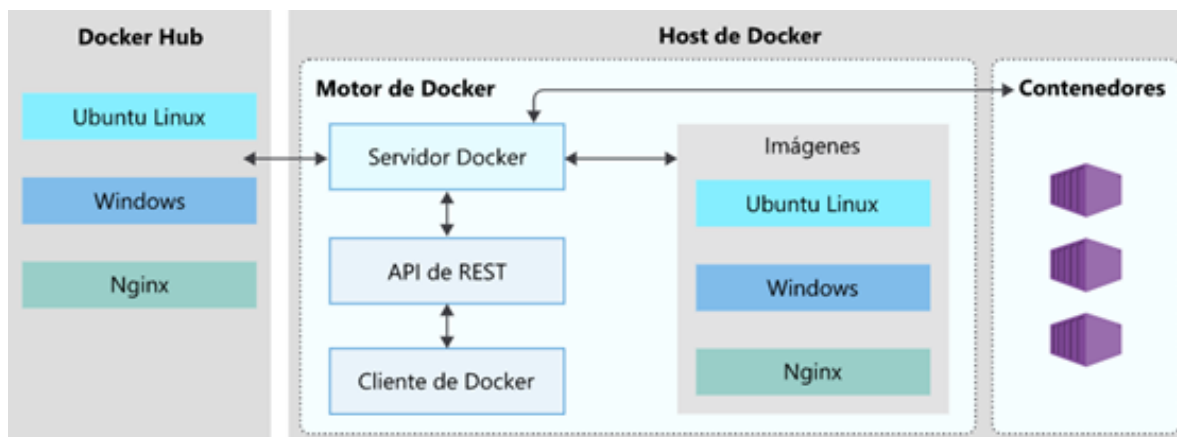 Docker Hub
Ubuntu Linux
Windows
Nginx
Host de Docker
Motor de Docker
Servidor Docker
API de REST
Cliente de Docker
Imágenes
Ubuntu Linux
Windows
Nginx
Contenedores